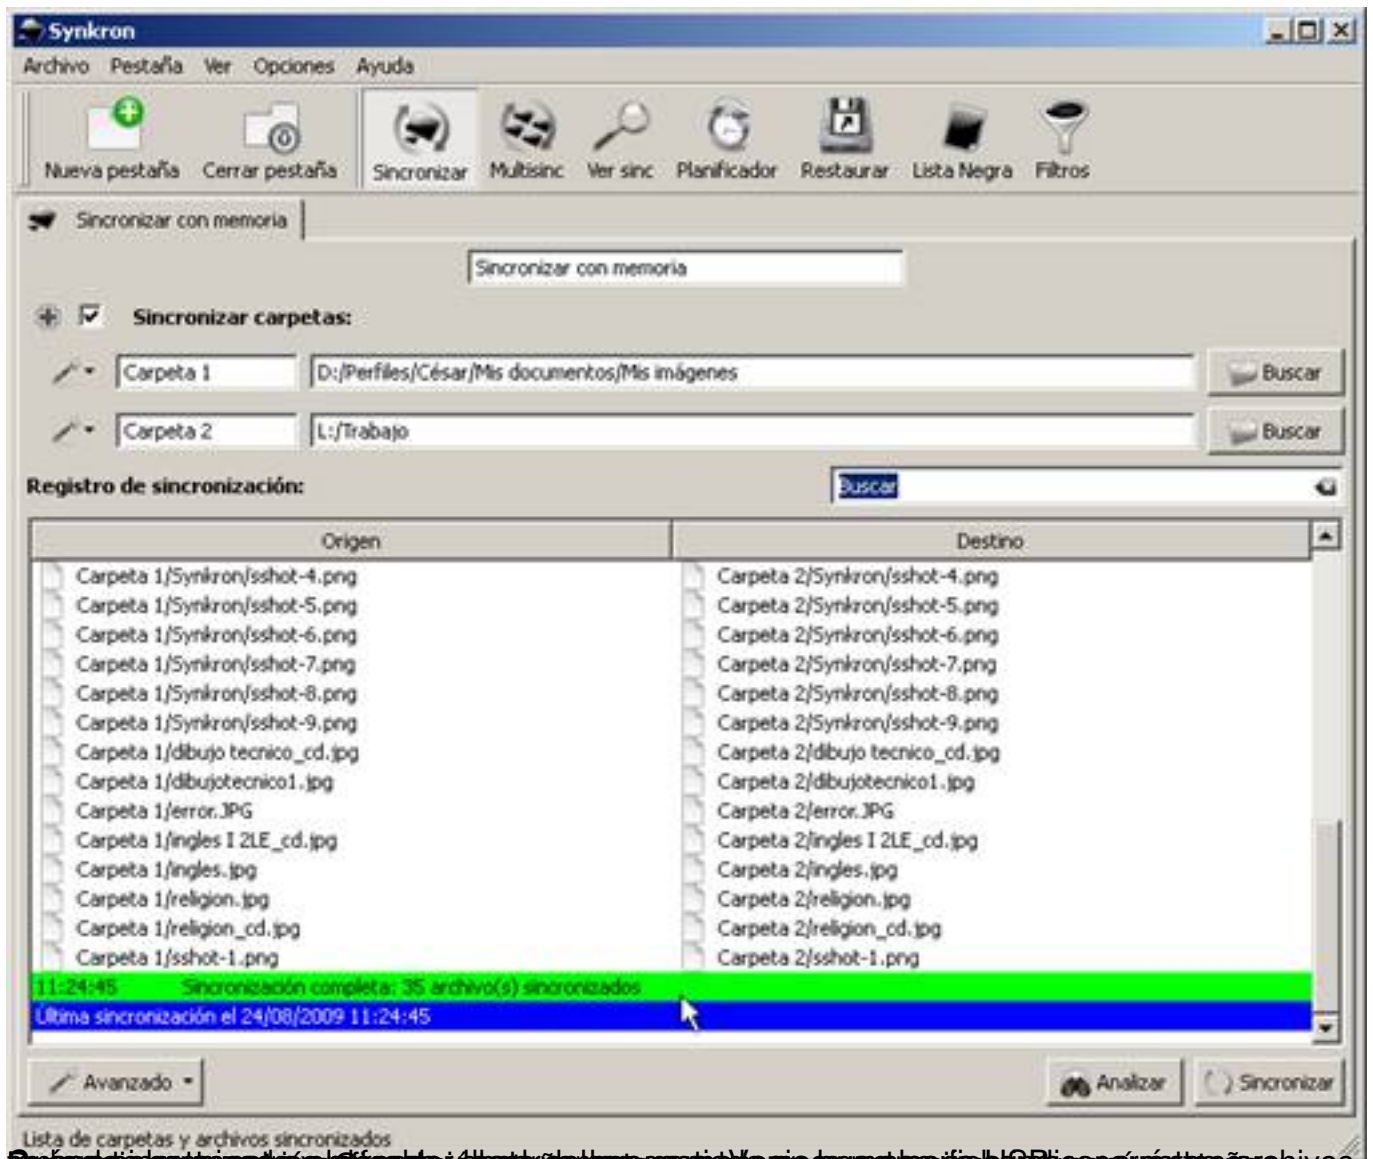 Synkron
Archivo Pestaña Ver Opciones Ayuda
Nueva pestaña Cerrar pestaña Sincronizar Multisinc Ver sinc Planificador Restaurar Lista Negra Filtros
Sincronizar con memoria
Sincronizar con memoria
Sincronizar carpetas:
Carpeta 1 D:/Perfiles/César/Mis documentos/Mis imágenes Buscar
Carpeta 2 L:/Trabajo Buscar
Registro de sincronización: Buscar
Origen Destino
Carpeta 1/Synkron/sshot-4.png Carpeta 2/Synkron/sshot-4.png
Carpeta 1/Synkron/sshot-5.png Carpeta 2/Synkron/sshot-5.png
Carpeta 1/Synkron/sshot-6.png Carpeta 2/Synkron/sshot-6.png
Carpeta 1/Synkron/sshot-7.png Carpeta 2/Synkron/sshot-7.png
Carpeta 1/Synkron/sshot-8.png Carpeta 2/Synkron/sshot-8.png
Carpeta 1/Synkron/sshot-9.png Carpeta 2/Synkron/sshot-9.png
Carpeta 1/dibujo tecnico_cd.jpg Carpeta 2/dibujo tecnico_cd.jpg
Carpeta 1/dibujotecnico1.jpg Carpeta 2/dibujotecnico1.jpg
Carpeta 1/error.JPG Carpeta 2/error.JPG
Carpeta 1/ingles I 2LE_cd.jpg Carpeta 2/ingles I 2LE_cd.jpg
Carpeta 1/ingles.jpg Carpeta 2/ingles.jpg
Carpeta 1/religion.jpg Carpeta 2/religion.jpg
Carpeta 1/religion_cd.jpg Carpeta 2/religion_cd.jpg
Carpeta 1/sshot-1.png Carpeta 2/sshot-1.png
11:24:45 Sincronización completa: 35 archivo(s) sincronizados
Última sincronización el 24/08/2009 11:24:45
Avanzado Analizar Sincronizar
Lista de carpetas y archivos sincronizados